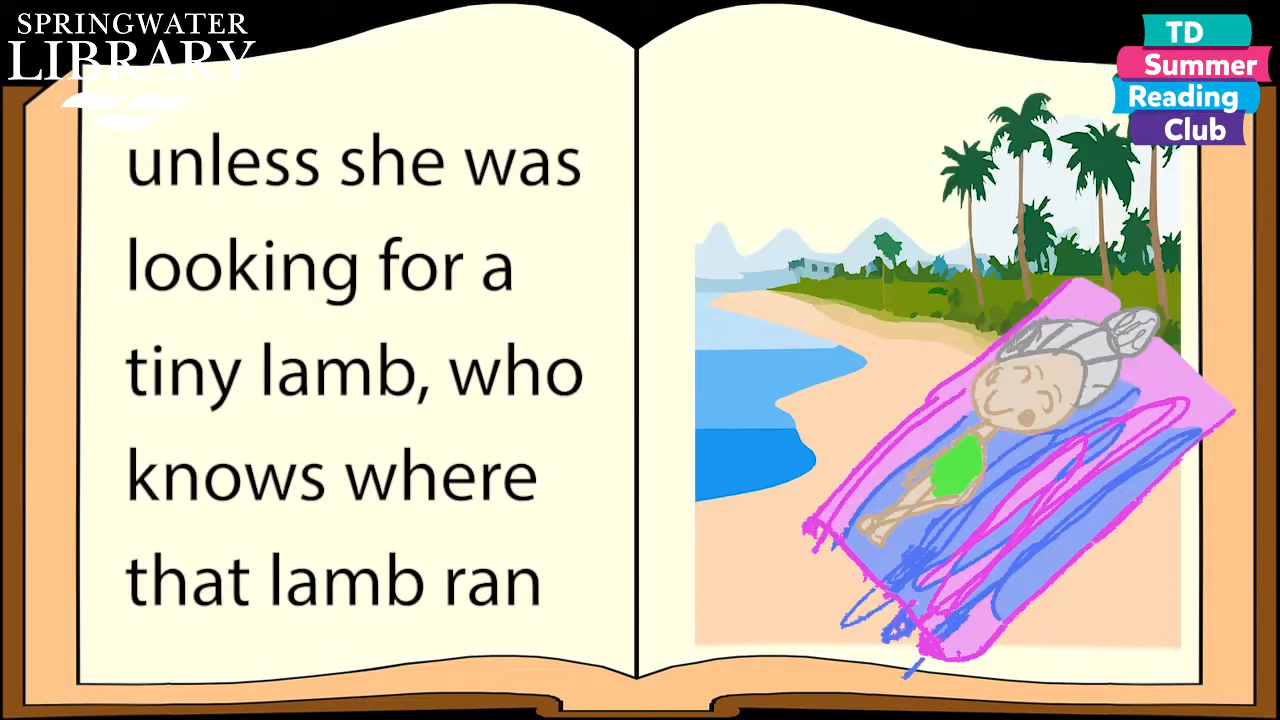 SPRINGWATER
LIBRARY
unless she was
looking for a
tiny lamb, who
knows where
that lamb ran
TD
Summer
Reading
Club